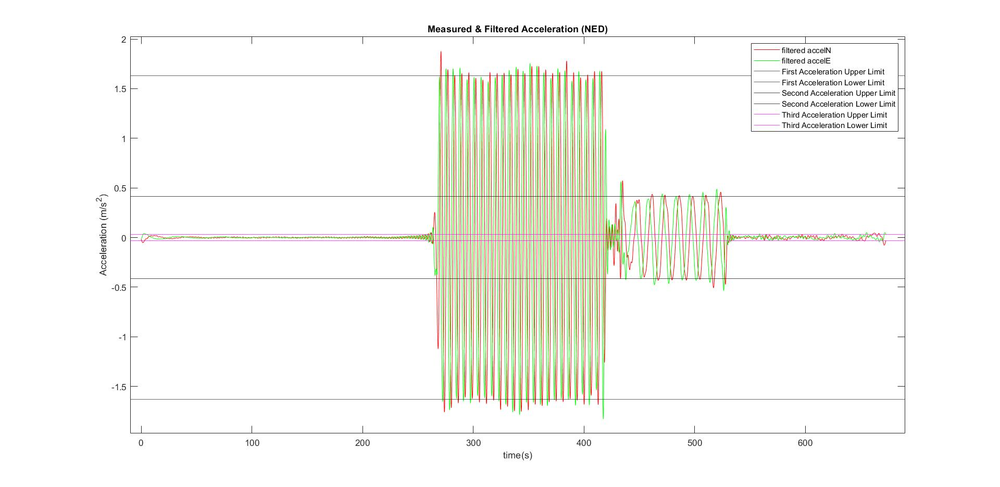 Measured & Filtered Acceleration (NED)
2
1.5
1
0.5
0
-0.5
-1
-1.5
Acceleration (m/s²)
filtered accelN
filtered accelE
First Acceleration Upper Limit
First Acceleration Lower Limit
Second Acceleration Upper Limit
Second Acceleration Lower Limit
Third Acceleration Upper Limit
Third Acceleration Lower Limit
0 100 200 300 400 500 600
time(s)